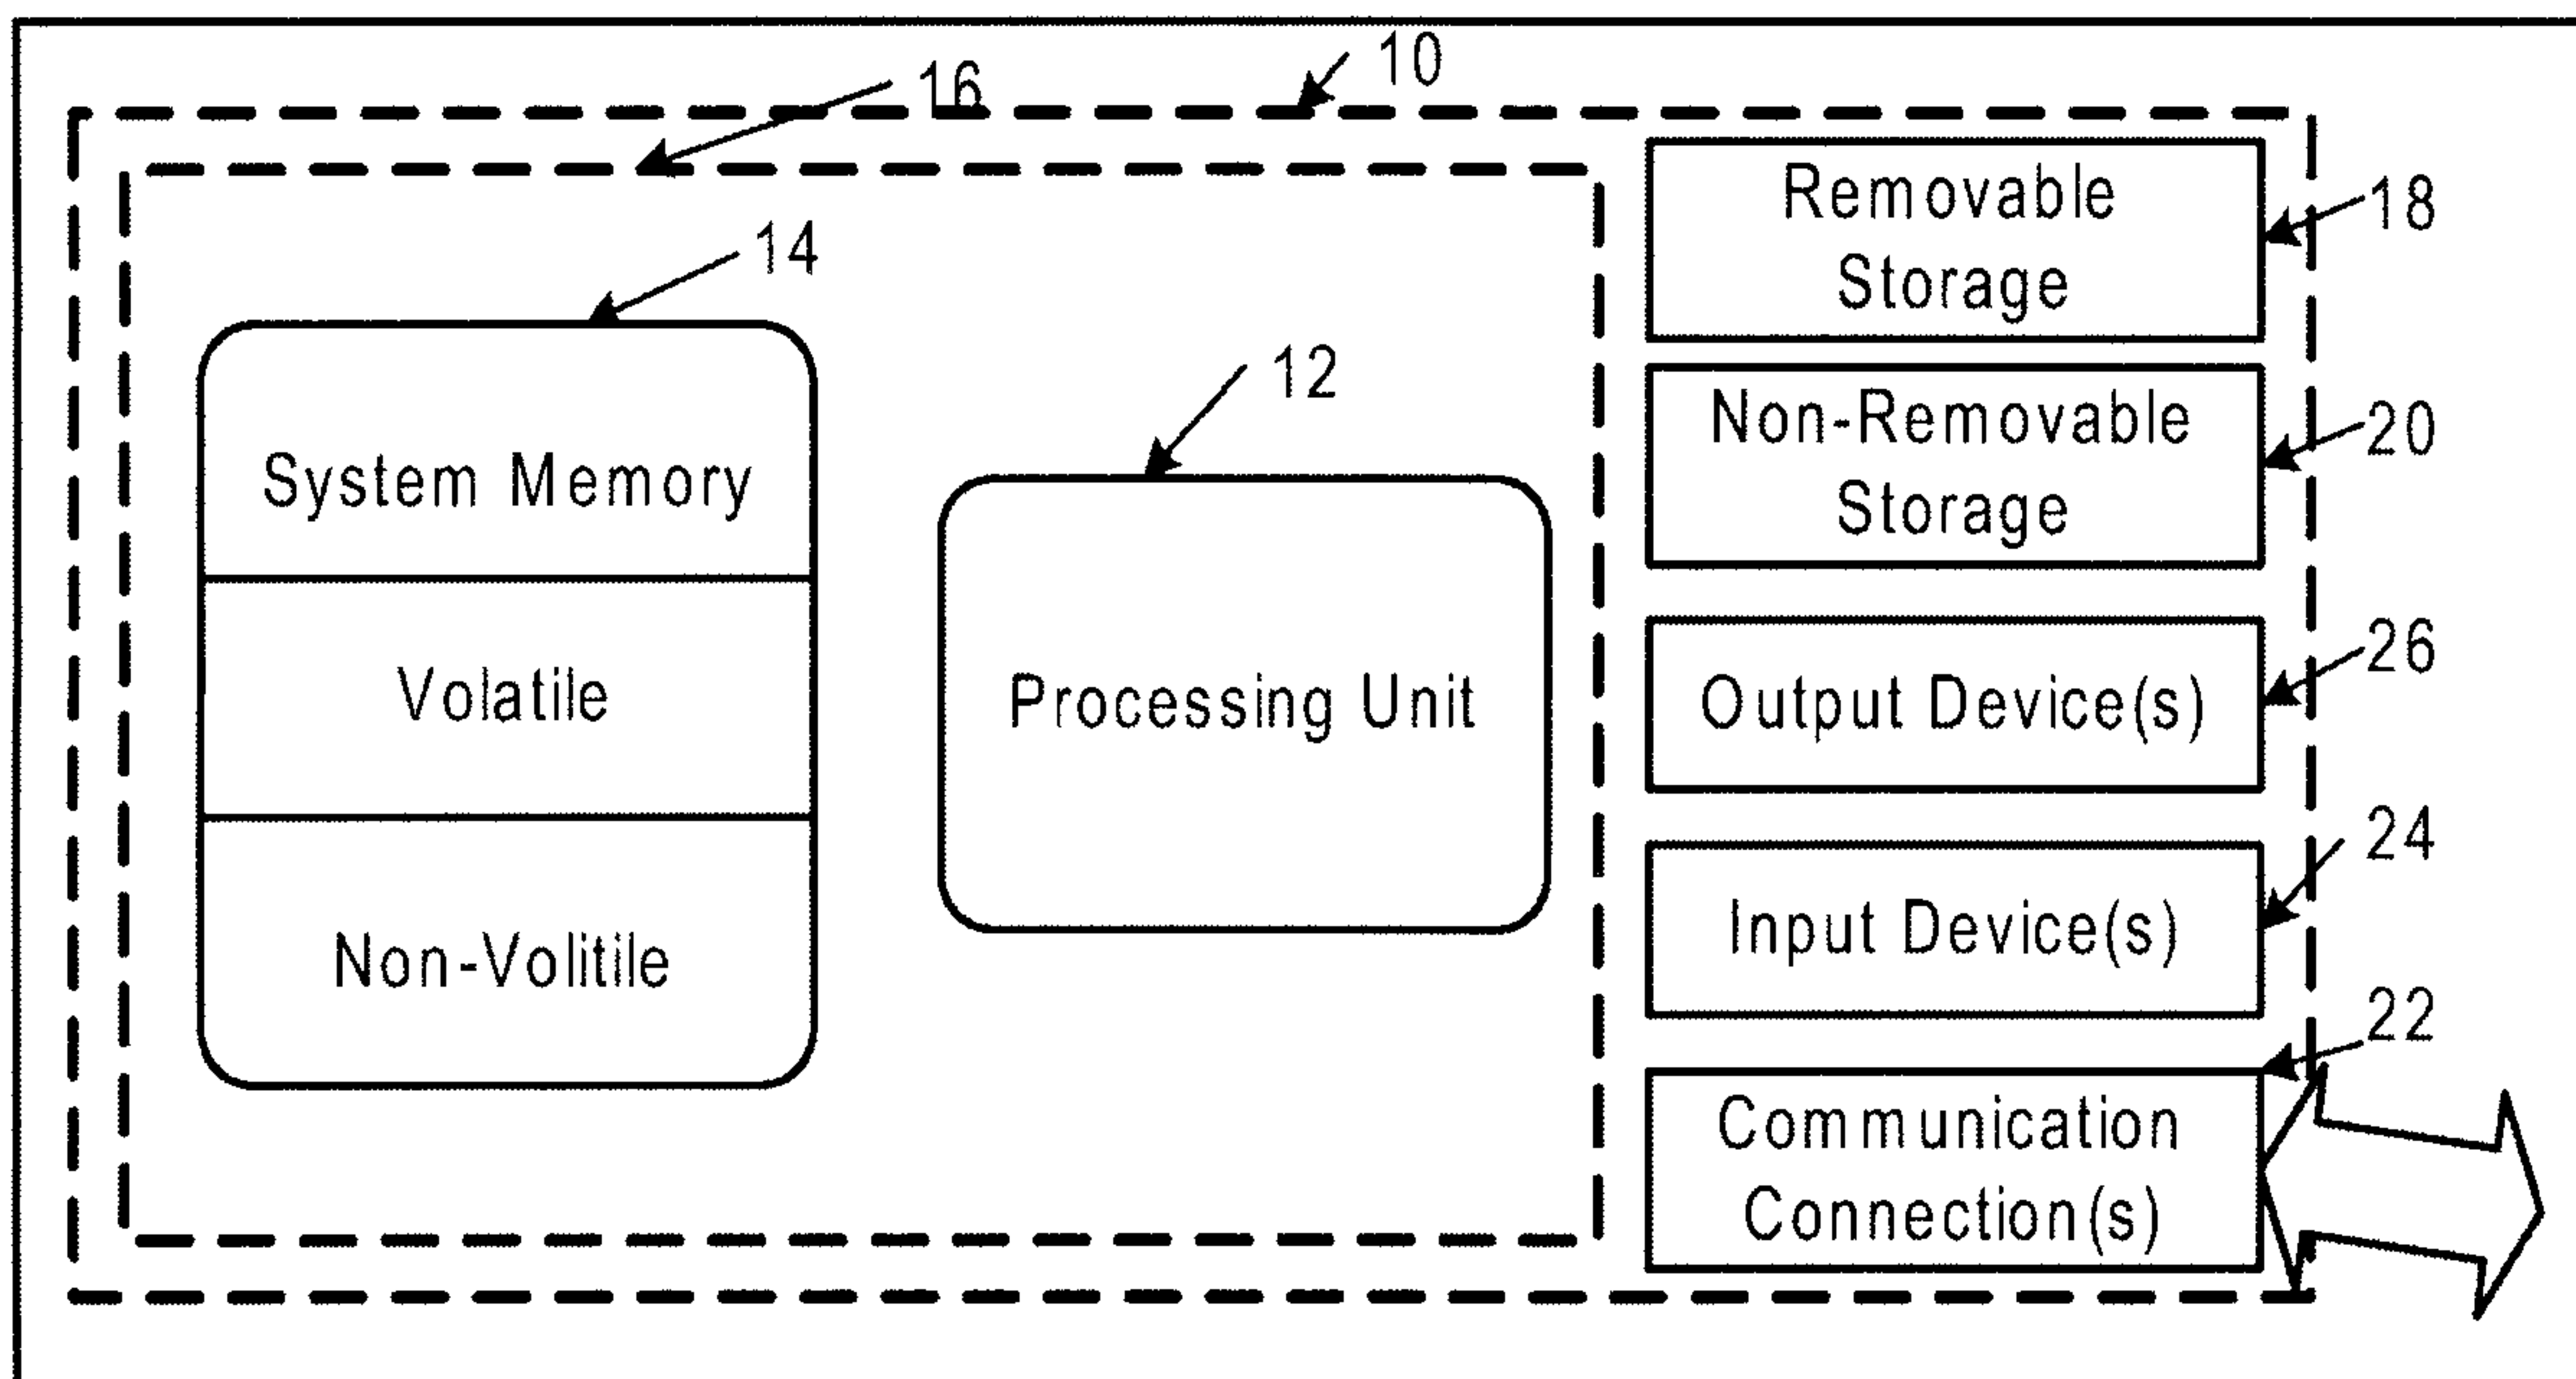 10
16
Removable
Storage
18
14
Non-Removable
Storage
20
12
System Memory
Volatile
Non-Volitile
Processing Unit
Output Device(s)
26
Input Device(s)
24
22
Communication
Connection(s)